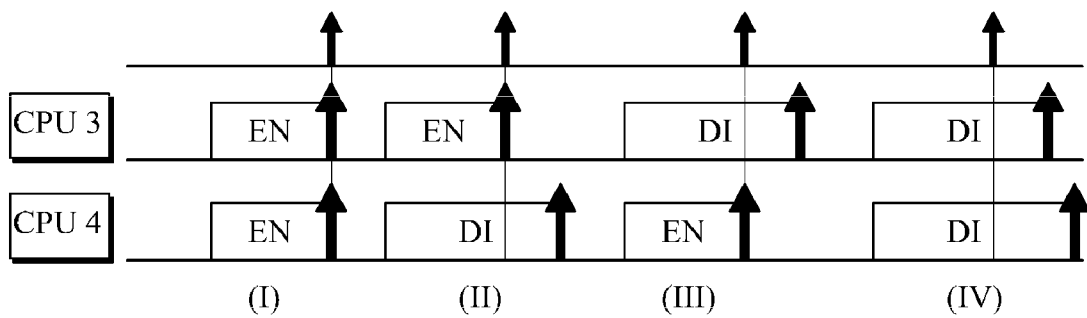 CPU 3 EN EN DI DI
CPU 4 EN DI EN DI
(I) (II) (III) (IV)